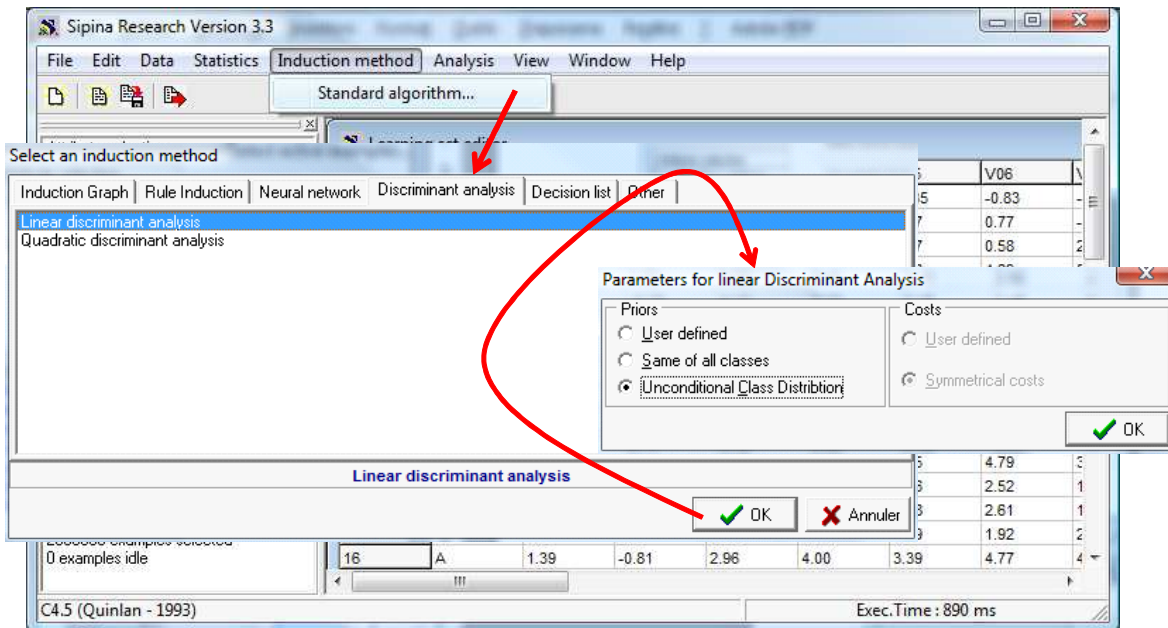 Sipina Research Version 3.3
File Edit Data Statistics Induction method Analysis View Window Help
Standard algorithm...
Select an induction method
Induction Graph Rule Induction Neural network Discriminant analysis Decision list Other
Linear discriminant analysis
Quadratic discriminant analysis
V06
-0.83
0.77
0.58
Parameters for linear Discriminant Analysis
Priors
User defined
Same of all classes
Unconditional Class Distribtion
Costs
User defined
Symmetrical costs
OK
Linear discriminant analysis
OK Annuler
4.79
2.52
2.61
1.92
0 examples idle
16 A 1.39 -0.81 2.96 4.00 3.39 4.77 4
C4.5 (Quinlan - 1993) Exec.Time : 890 ms